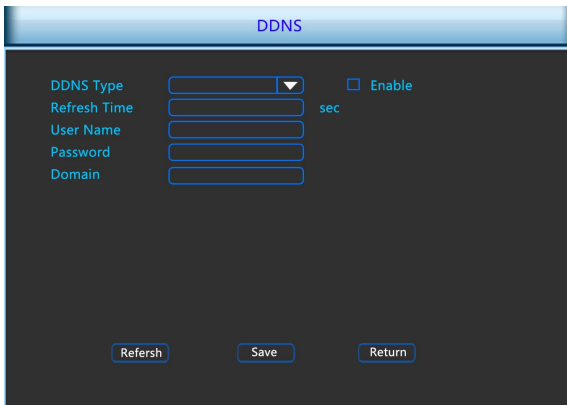 DDNS
DDNS Type Enable
Refresh Time sec
User Name
Password
Domain
Refersh Save Return